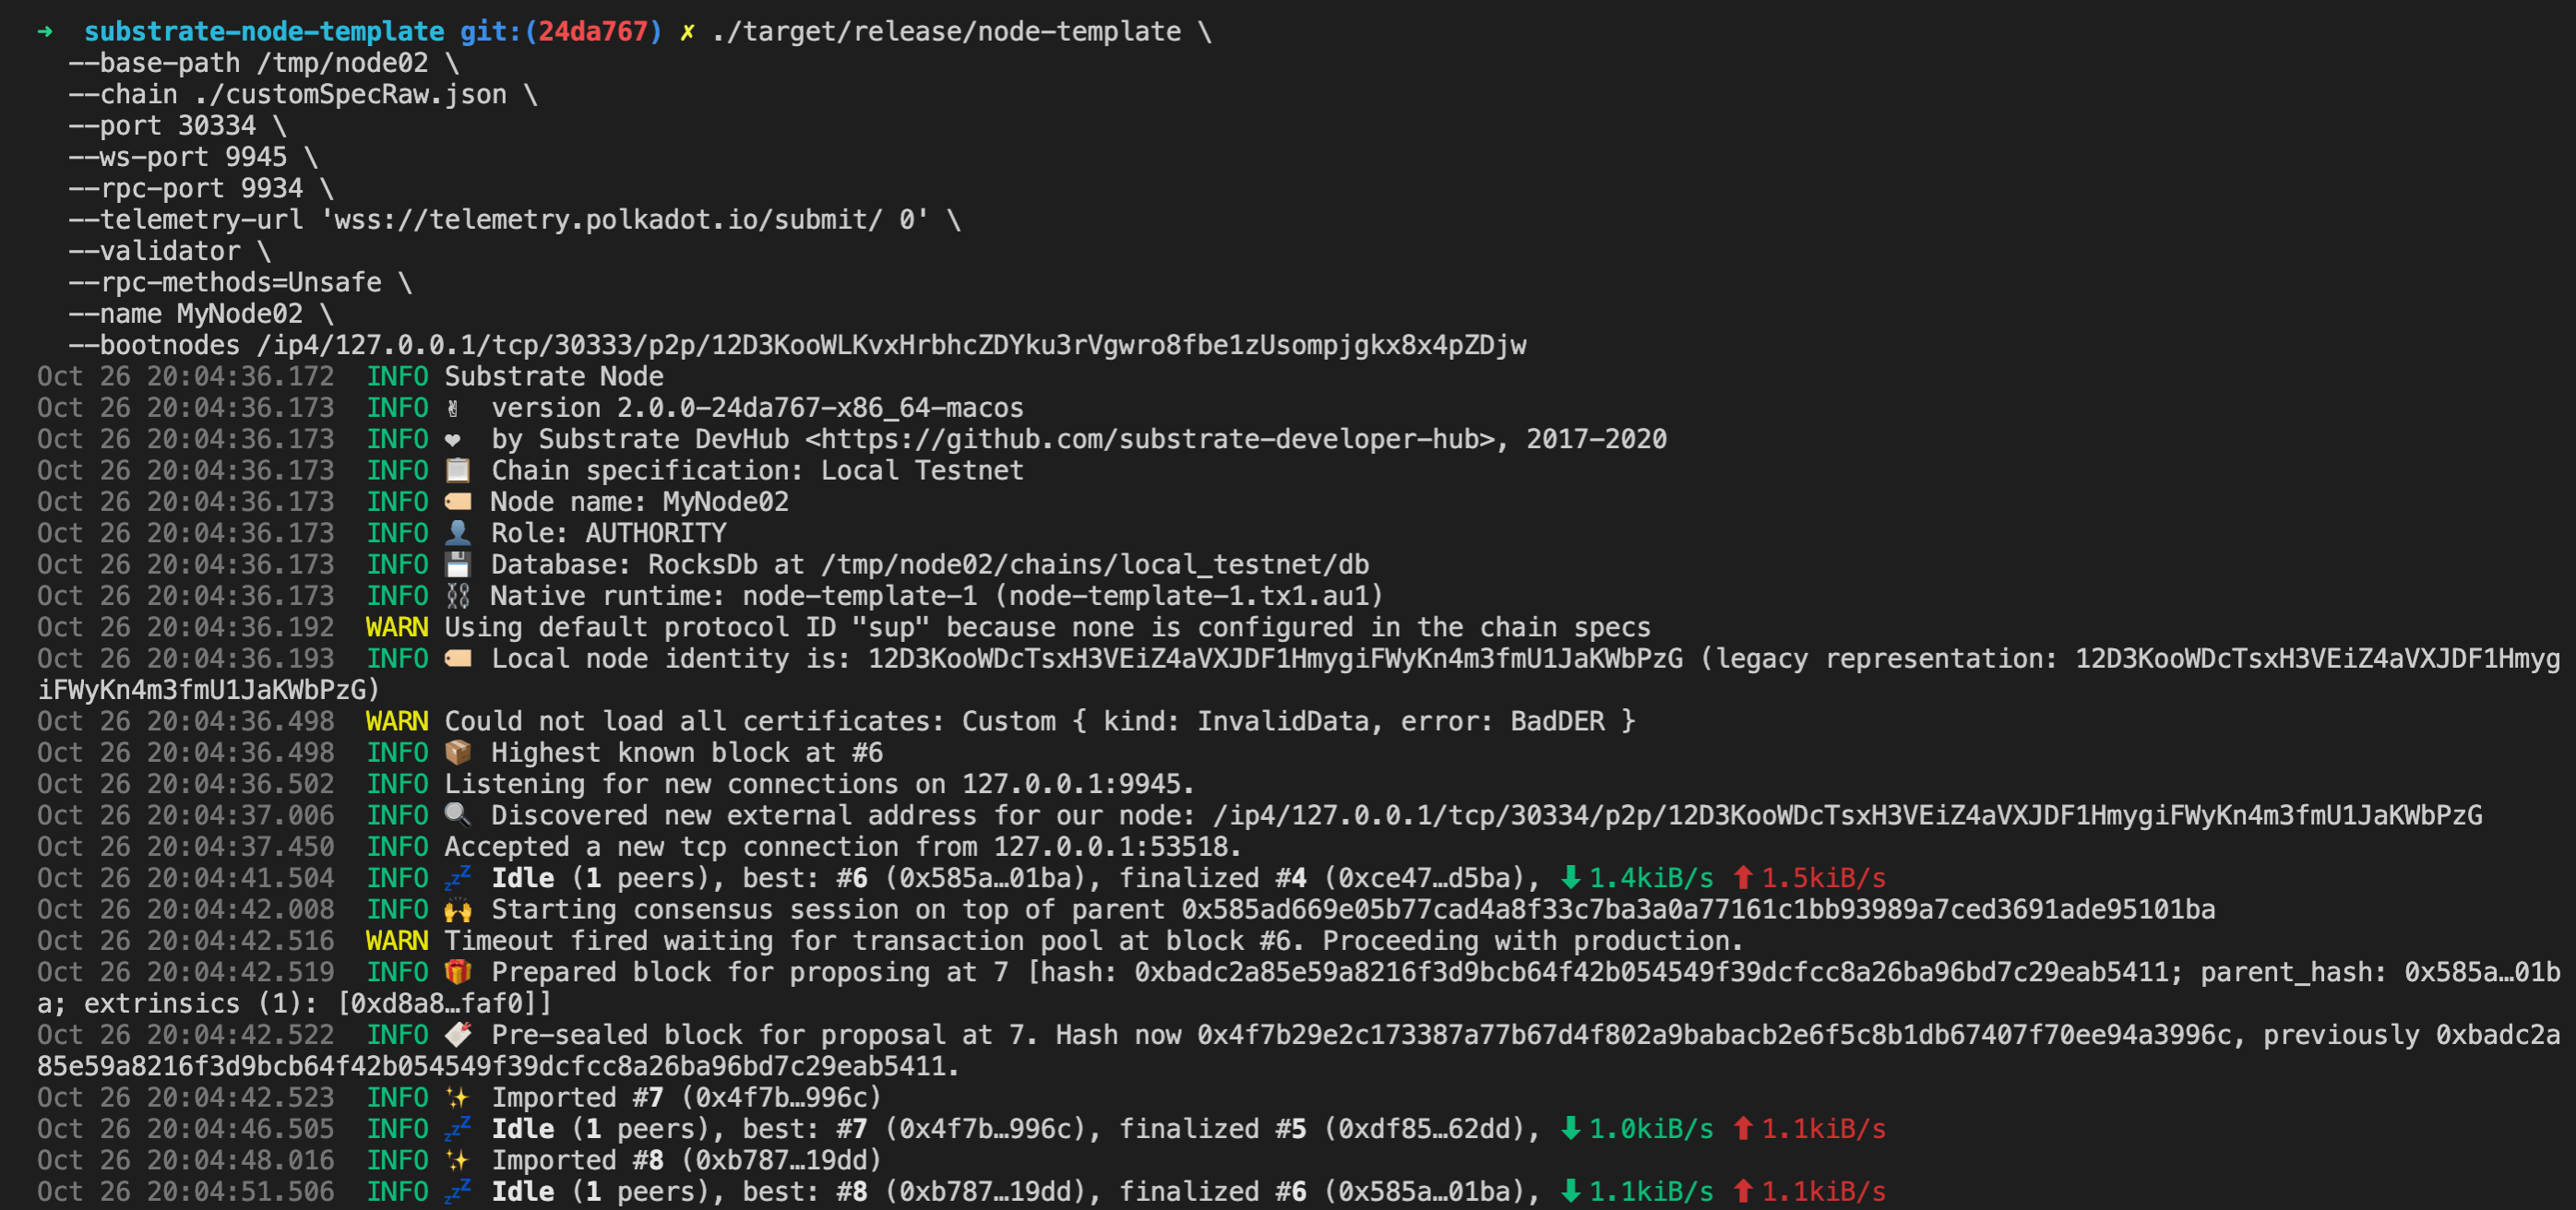 ➜  substrate-node-template git:(24da767) ✗ ./target/release/node-template \
  --base-path /tmp/node02 \
  --chain ./customSpecRaw.json \
  --port 30334 \
  --ws-port 9945 \
  --rpc-port 9934 \
  --telemetry-url 'wss://telemetry.polkadot.io/submit/ 0' \
  --validator \
  --rpc-methods=Unsafe \
  --name MyNode02 \
  --bootnodes /ip4/127.0.0.1/tcp/30333/p2p/12D3KooWLKvxHrbhcZDYku3rVgwro8fbe1zUsompjgkx8x4pZDjw
Oct 26 20:04:36.172  INFO Substrate Node
Oct 26 20:04:36.173  INFO ✌️  version 2.0.0-24da767-x86_64-macos
Oct 26 20:04:36.173  INFO ❤️  by Substrate DevHub <https://github.com/substrate-developer-hub>, 2017-2020
Oct 26 20:04:36.173  INFO 📋 Chain specification: Local Testnet
Oct 26 20:04:36.173  INFO 🏷 Node name: MyNode02
Oct 26 20:04:36.173  INFO 👤 Role: AUTHORITY
Oct 26 20:04:36.173  INFO 💾 Database: RocksDb at /tmp/node02/chains/local_testnet/db
Oct 26 20:04:36.173  INFO ⛓ Native runtime: node-template-1 (node-template-1.tx1.au1)
Oct 26 20:04:36.192  WARN Using default protocol ID "sup" because none is configured in the chain specs
Oct 26 20:04:36.193  INFO 🏷 Local node identity is: 12D3KooWDcTsxH3VEiZ4aVXJDF1HmygiFWyKn4m3fmU1JaKWbPzG (legacy representation: 12D3KooWDcTsxH3VEiZ4aVXJDF1Hmyg
iFWyKn4m3fmU1JaKWbPzG)
Oct 26 20:04:36.498  WARN Could not load all certificates: Custom { kind: InvalidData, error: BadDER }
Oct 26 20:04:36.498  INFO 📦 Highest known block at #6
Oct 26 20:04:36.502  INFO Listening for new connections on 127.0.0.1:9945.
Oct 26 20:04:37.006  INFO 🔍 Discovered new external address for our node: /ip4/127.0.0.1/tcp/30334/p2p/12D3KooWDcTsxH3VEiZ4aVXJDF1HmygiFWyKn4m3fmU1JaKWbPzG
Oct 26 20:04:37.450  INFO Accepted a new tcp connection from 127.0.0.1:53518.
Oct 26 20:04:41.504  INFO 💤 Idle (1 peers), best: #6 (0x585a…01ba), finalized #4 (0xce47…d5ba), ⬇ 1.4kiB/s ⬆ 1.5kiB/s
Oct 26 20:04:42.008  INFO 🙌 Starting consensus session on top of parent 0x585ad669e05b77cad4a8f33c7ba3a0a77161c1bb93989a7ced3691ade95101ba
Oct 26 20:04:42.516  WARN Timeout fired waiting for transaction pool at block #6. Proceeding with production.
Oct 26 20:04:42.519  INFO 🎁 Prepared block for proposing at 7 [hash: 0xbadc2a85e59a8216f3d9bcb64f42b054549f39dcfcc8a26ba96bd7c29eab5411; parent_hash: 0x585a…01b
a; extrinsics (1): [0xd8a8…faf0]]
Oct 26 20:04:42.522  INFO 🔖 Pre-sealed block for proposal at 7. Hash now 0x4f7b29e2c173387a77b67d4f802a9babacb2e6f5c8b1db67407f70ee94a3996c, previously 0xbadc2a
85e59a8216f3d9bcb64f42b054549f39dcfcc8a26ba96bd7c29eab5411.
Oct 26 20:04:42.523  INFO ✨ Imported #7 (0x4f7b…996c)
Oct 26 20:04:46.505  INFO 💤 Idle (1 peers), best: #7 (0x4f7b…996c), finalized #5 (0xdf85…62dd), ⬇ 1.0kiB/s ⬆ 1.1kiB/s
Oct 26 20:04:48.016  INFO ✨ Imported #8 (0xb787…19dd)
Oct 26 20:04:51.506  INFO 💤 Idle (1 peers), best: #8 (0xb787…19dd), finalized #6 (0x585a…01ba), ⬇ 1.1kiB/s ⬆ 1.1kiB/s